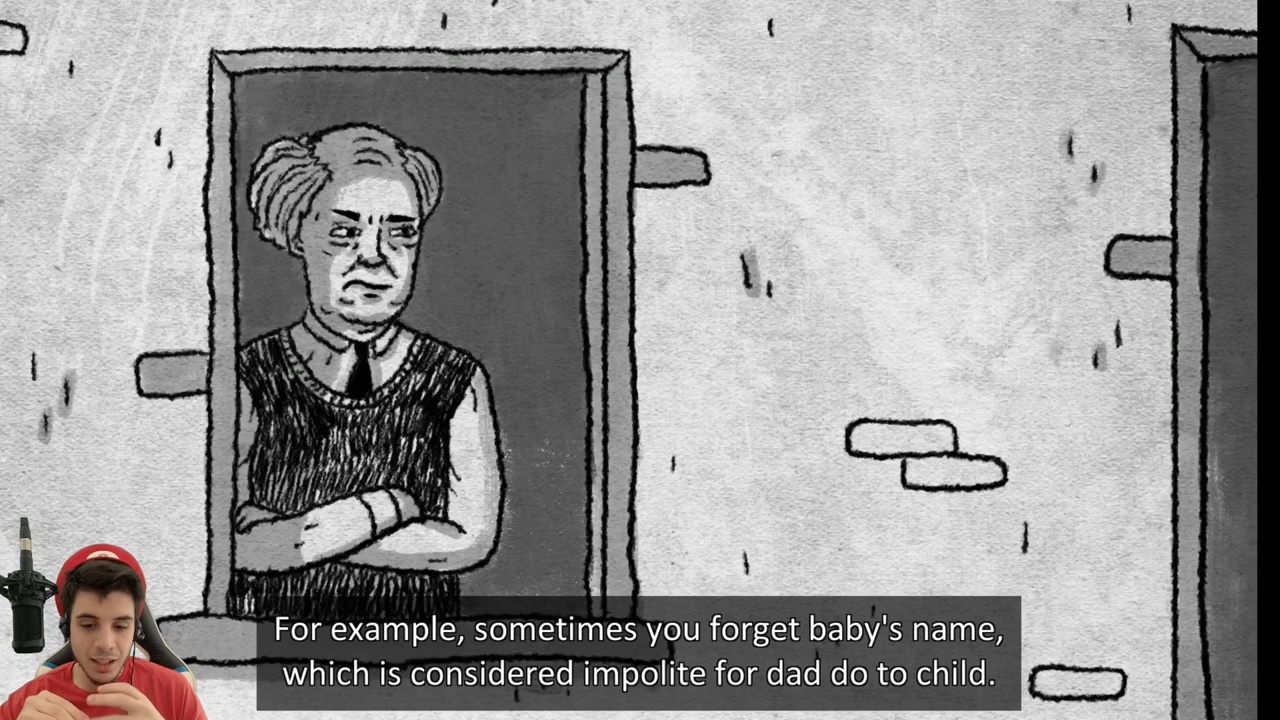 For example, sometimes you forget baby's name,
which is considered impolite for dad do to child.